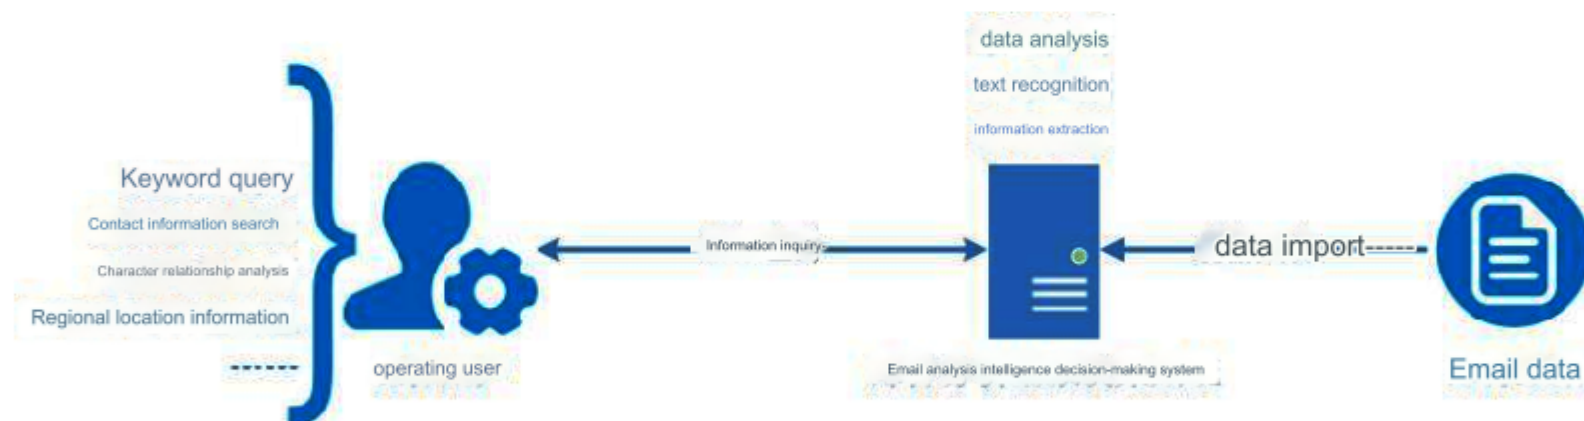 data analysis
text recognition
information extraction
Keyword query
Contact information search
Character relationship analysis
Regional location information
operating user
Information inquiry
Email analysis intelligence decision-making system
data import
Email data